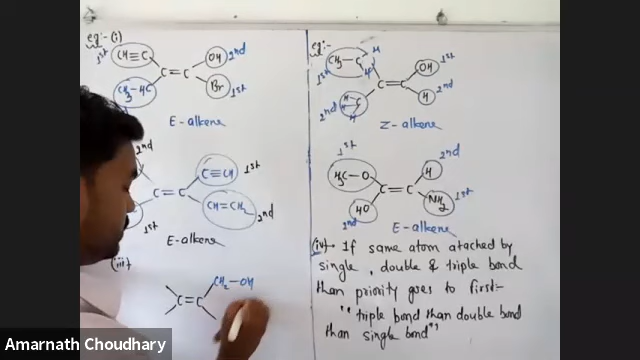 eg:- (i)
1st CH≡C OH 2nd
C = C
CH3-HC Br 1st
E-alkene
2nd
C≡CH 1st
C = C
1st CH=CH2 2nd
E-alkene
(iii)
CH2-OH
C = C
eg:-
CH3-C H OH 1st
1st H
C = C
2nd H-C H 2nd
H
Z-alkene
1st H 2nd
H3C-O
C = C
HO NH2 1st
2nd
E-alkene
(iv)→ If same atom atached by
single, double & triple bond
than priority goes to first:-
"triple bond than double bond
than single bond"
Amarnath Choudhary